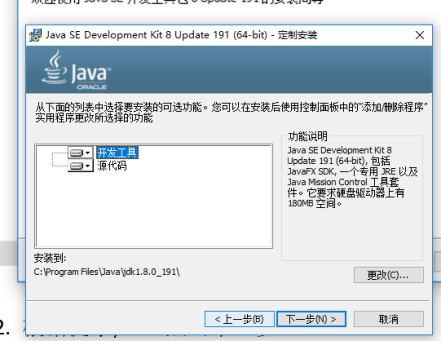 欢迎使用 Java SE 开发工具包 8 Update 191 的安装向导
Java SE Development Kit 8 Update 191 (64-bit) - 定制安装
Java
ORACLE
从下面的列表中选择要安装的可选功能。您可以在安装后使用控制面板中的“添加/删除程序”
实用程序更改所选择的功能
开发工具
源代码
功能说明
Java SE Development Kit 8
Update 191 (64-bit), 包括
JavaFX SDK, 一个专用 JRE 以及
Java Mission Control 工具套
件。它要求硬盘驱动器上有
180MB 空间。
安装到:
C:\Program Files\Java\jdk1.8.0_191\
更改(C)...
< 上一步(B)
下一步(N) >
取消
2.